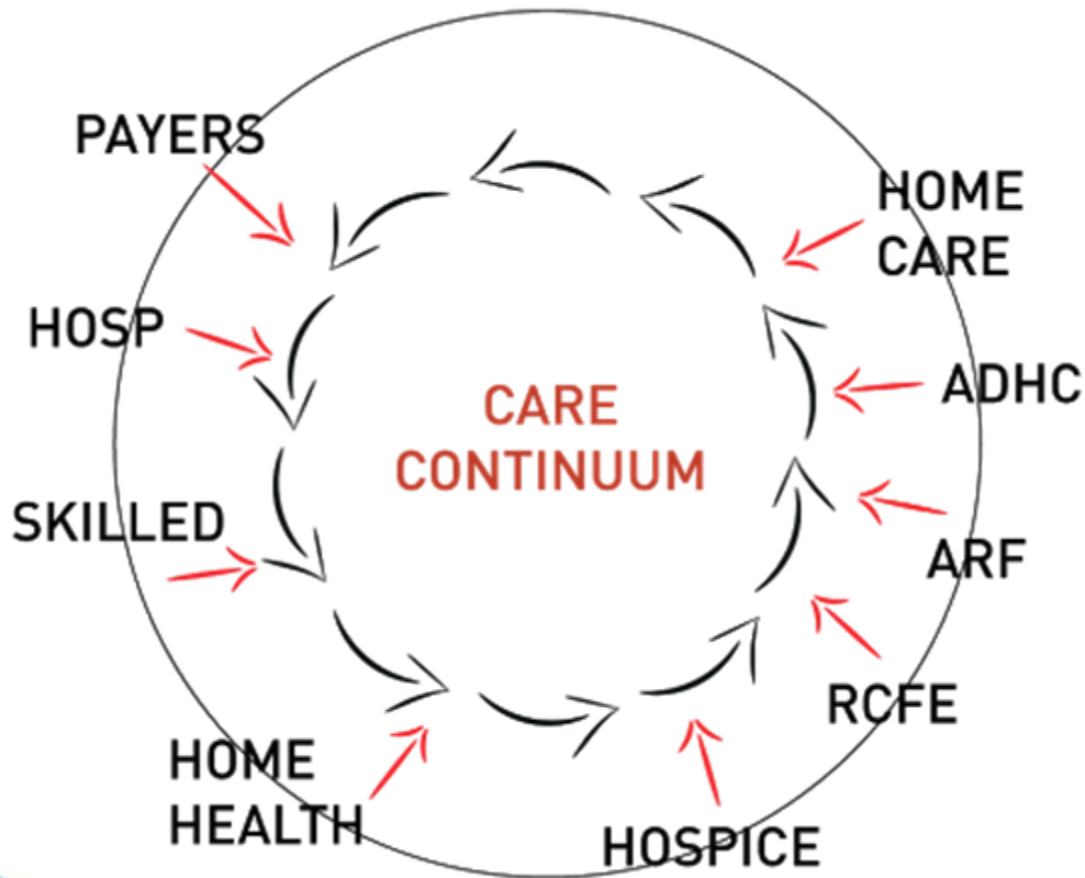 PAYERS
HOME
CARE
HOSP
ADHC
CARE
CONTINUUM
SKILLED
ARF
RCFE
HOME
HEALTH
HOSPICE